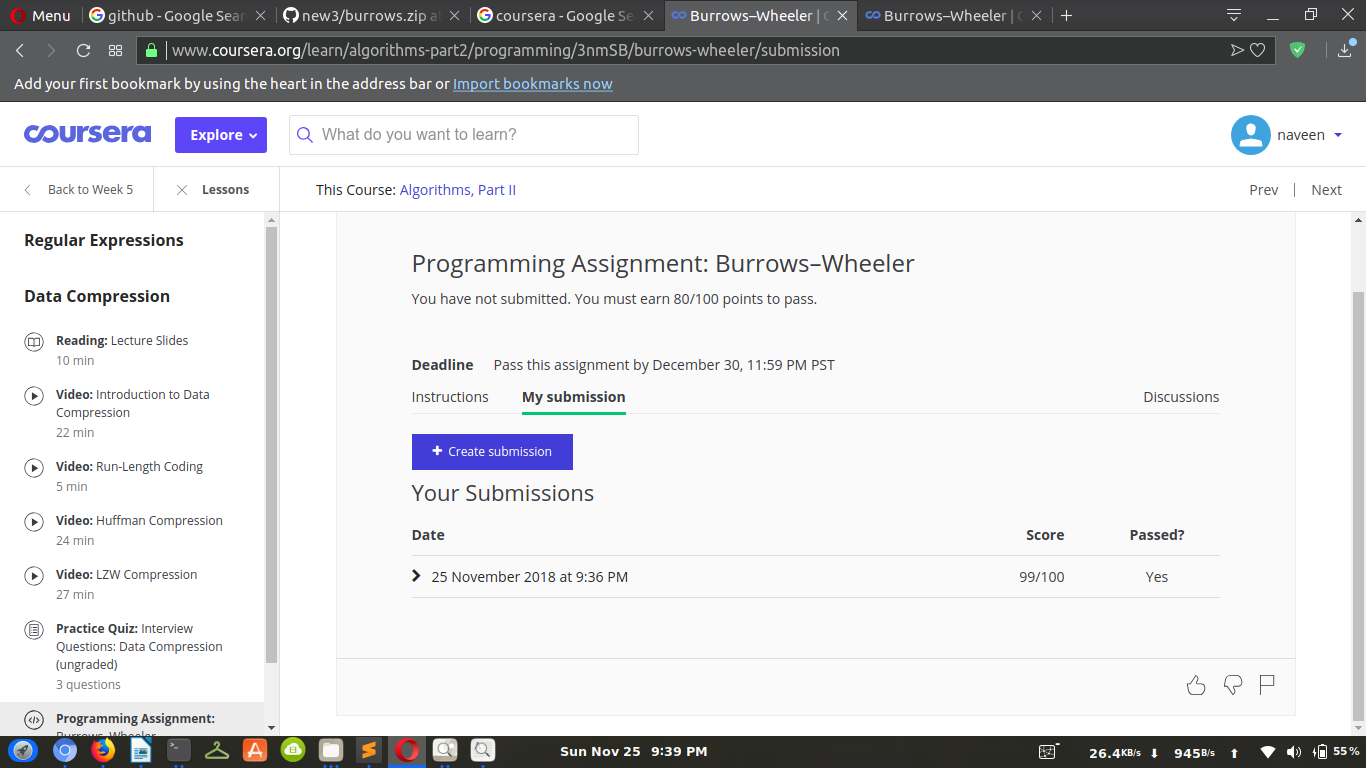 Menu
github - Google Sear
new3/burrows.zip a
coursera - Google Se
Burrows–Wheeler |
Burrows–Wheeler |
www.coursera.org/learn/algorithms-part2/programming/3nmSB/burrows-wheeler/submission
Add your first bookmark by using the heart in the address bar or Import bookmarks now
coursera
Explore
What do you want to learn?
naveen
Back to Week 5
Lessons
This Course: Algorithms, Part II
Prev | Next
Regular Expressions
Data Compression
Reading: Lecture Slides
10 min
Video: Introduction to Data
Compression
22 min
Video: Run-Length Coding
5 min
Video: Huffman Compression
24 min
Video: LZW Compression
27 min
Practice Quiz: Interview
Questions: Data Compression
(ungraded)
3 questions
Programming Assignment:
Burrows–Wheeler
Programming Assignment: Burrows–Wheeler
You have not submitted. You must earn 80/100 points to pass.
Deadline Pass this assignment by December 30, 11:59 PM PST
Instructions My submission Discussions
+ Create submission
Your Submissions
Date Score Passed?
25 November 2018 at 9:36 PM 99/100 Yes
Sun Nov 25 9:39 PM
26.4KB/s 945B/s 55%